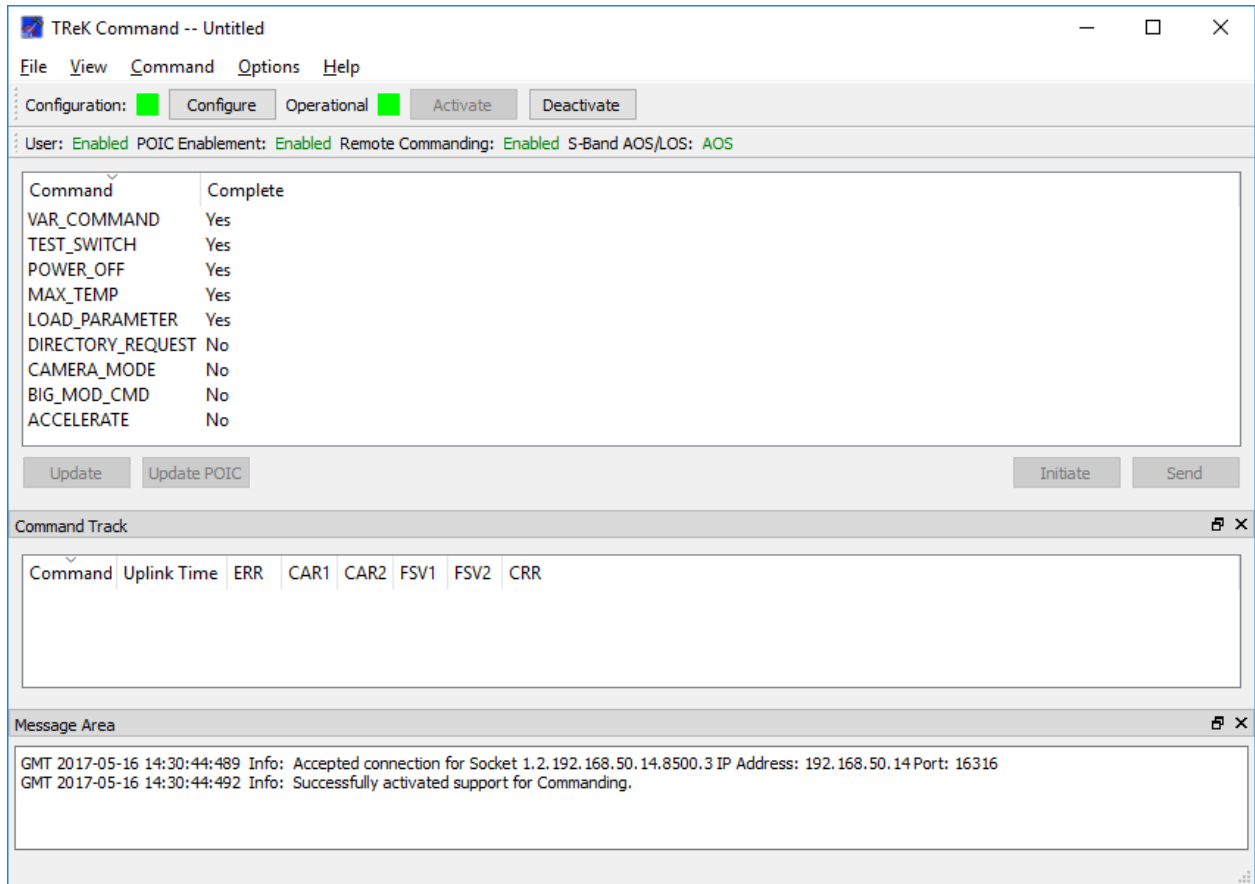 TReK Command -- Untitled
File View Command Options Help
Configuration: Configure Operational Activate Deactivate
User: Enabled POIC Enablement: Enabled Remote Commanding: Enabled S-Band AOS/LOS: AOS
Command Complete
VAR_COMMAND Yes
TEST_SWITCH Yes
POWER_OFF Yes
MAX_TEMP Yes
LOAD_PARAMETER Yes
DIRECTORY_REQUEST No
CAMERA_MODE No
BIG_MOD_CMD No
ACCELERATE No
Update Update POIC Initiate Send
Command Track
Command Uplink Time ERR CAR1 CAR2 FSV1 FSV2 CRR
Message Area
GMT 2017-05-16 14:30:44:489 Info: Accepted connection for Socket 1.2.192.168.50.14.8500.3 IP Address: 192.168.50.14 Port: 16316
GMT 2017-05-16 14:30:44:492 Info: Successfully activated support for Commanding.